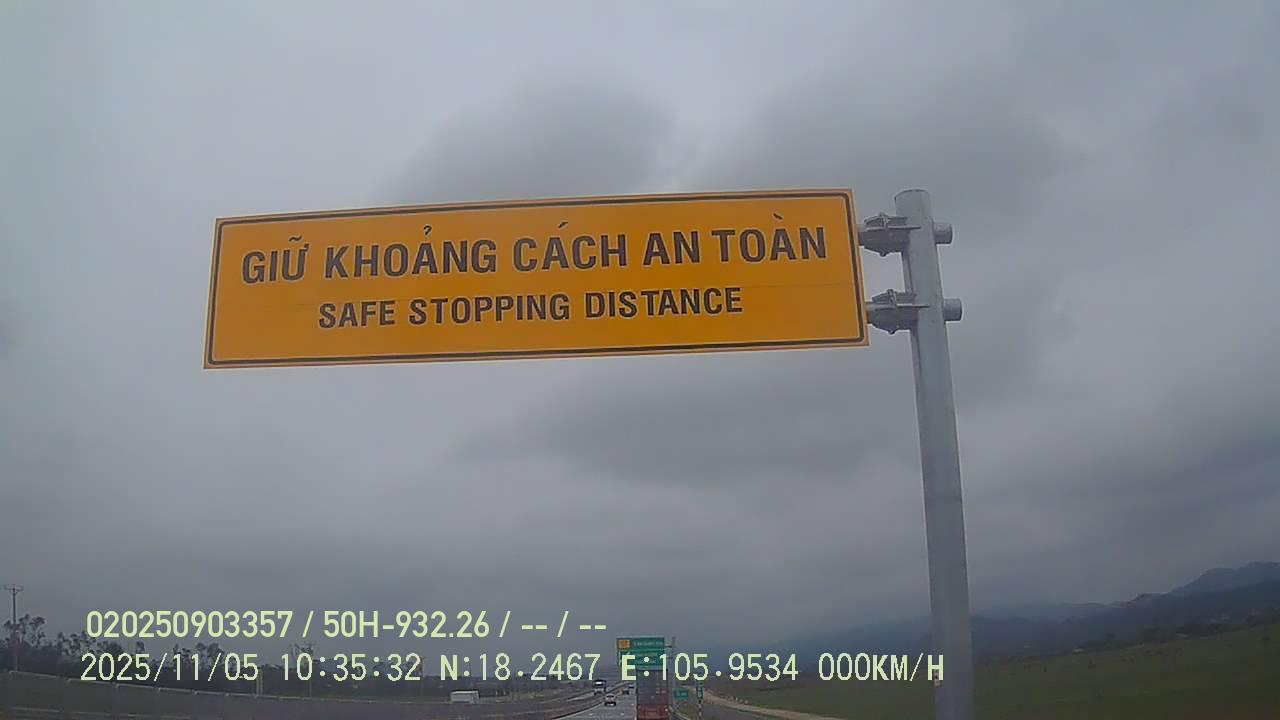 GIỮ KHOẢNG CÁCH AN TOÀN
SAFE STOPPING DISTANCE
020250903357 / 50H-932.26 / -- / --
2025/11/05 10:35:32 N:18.2467 E:105.9534 000KM/H